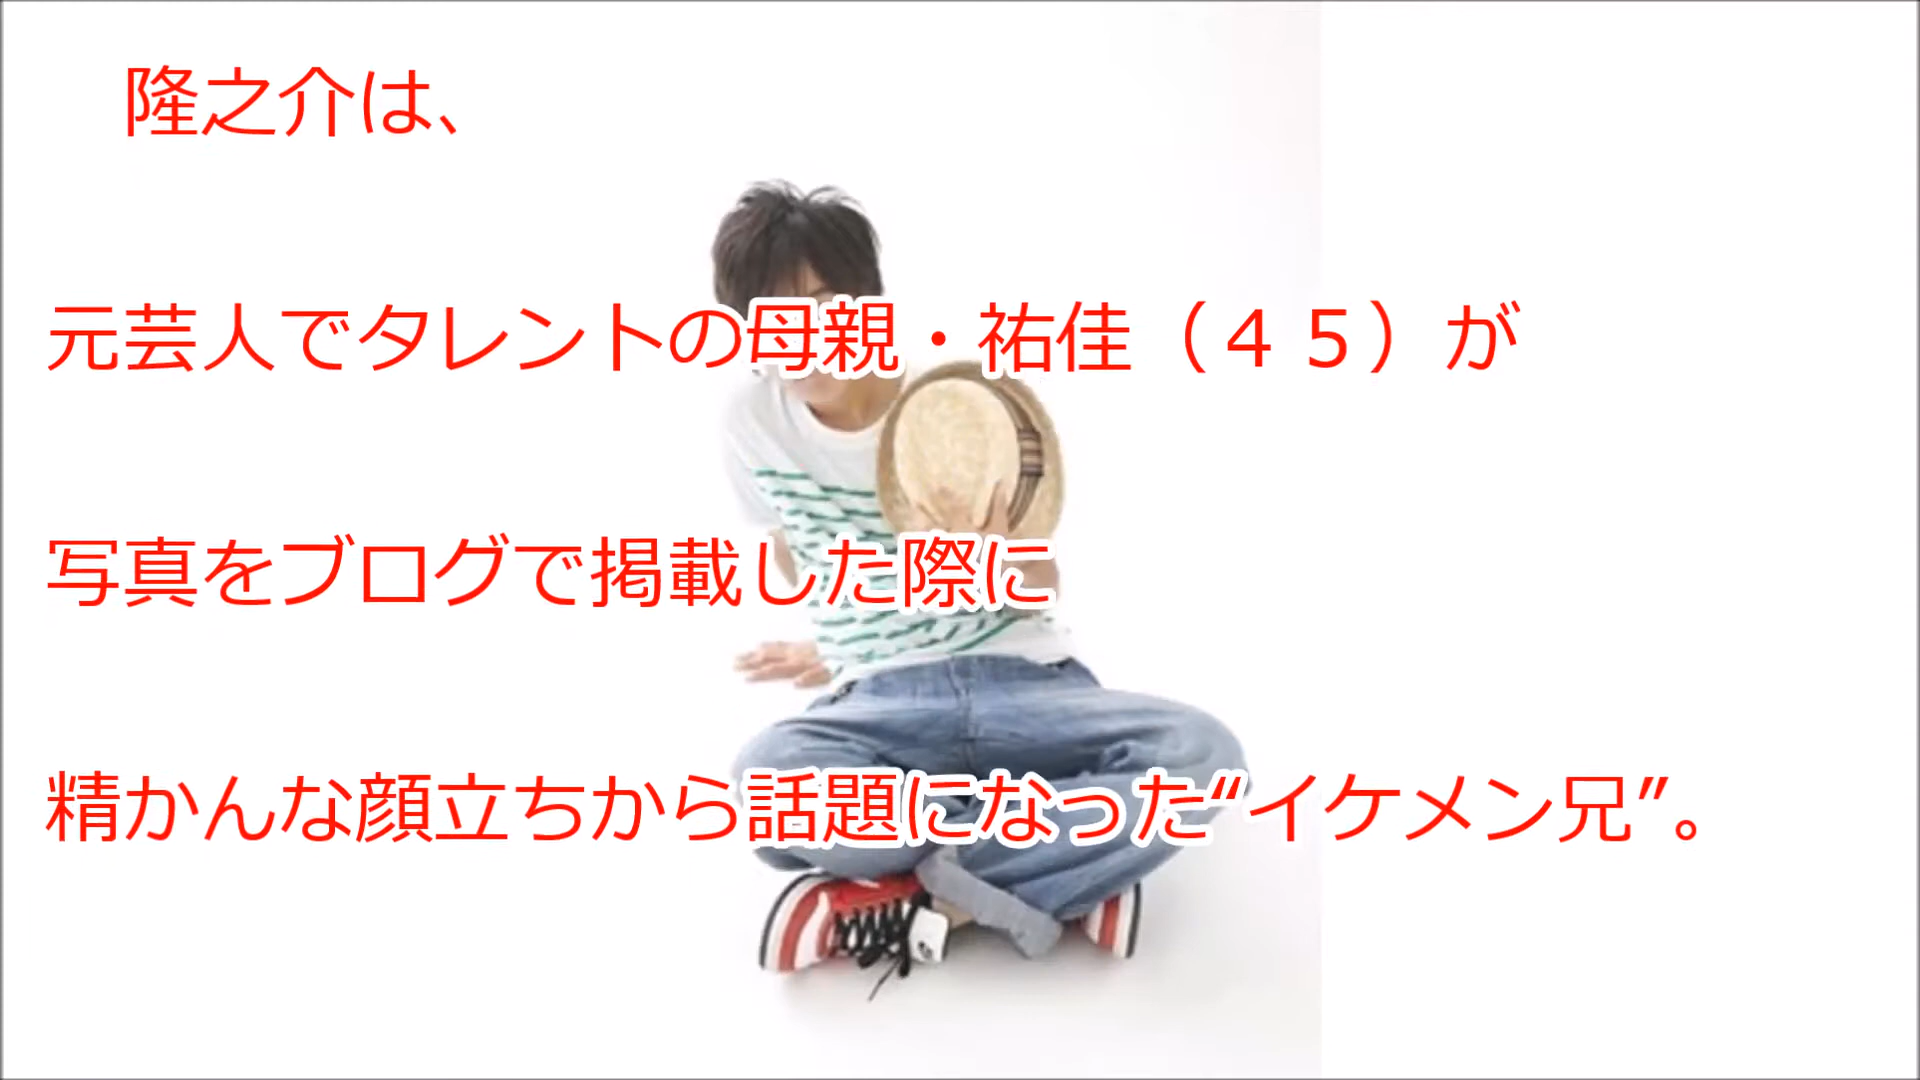 隆之介は、
元芸人でタレントの母親・祐佳（４５）が
写真をブログで掲載した際に
精かんな顔立ちから話題になった“イケメン兄”。